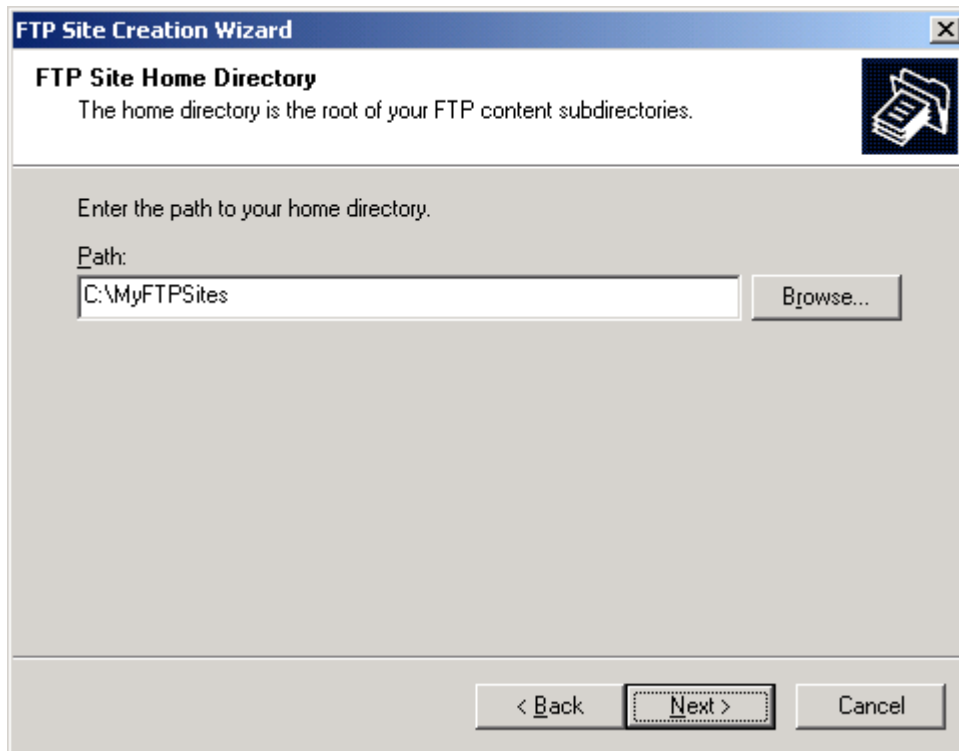 FTP Site Creation Wizard
FTP Site Home Directory
The home directory is the root of your FTP content subdirectories.
Enter the path to your home directory.
Path:
C:\MyFTPSites
Browse...
< Back
Next >
Cancel